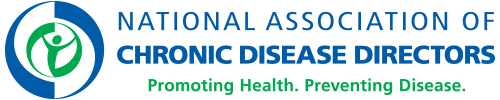 NATIONAL ASSOCIATION OF
CHRONIC DISEASE DIRECTORS
Promoting Health. Preventing Disease.